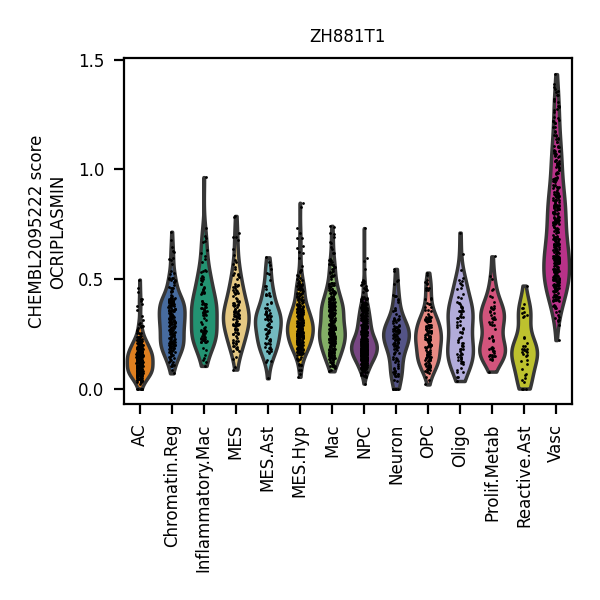 ZH881T1
CHEMBL2095222 score
OCRIPLASMIN
1.5
1.0
0.5
0.0
AC
Chromatin.Reg
Inflammatory.Mac
MES
MES.Ast
MES.Hyp
Mac
NPC
Neuron
OPC
Oligo
Prolif.Metab
Reactive.Ast
Vasc